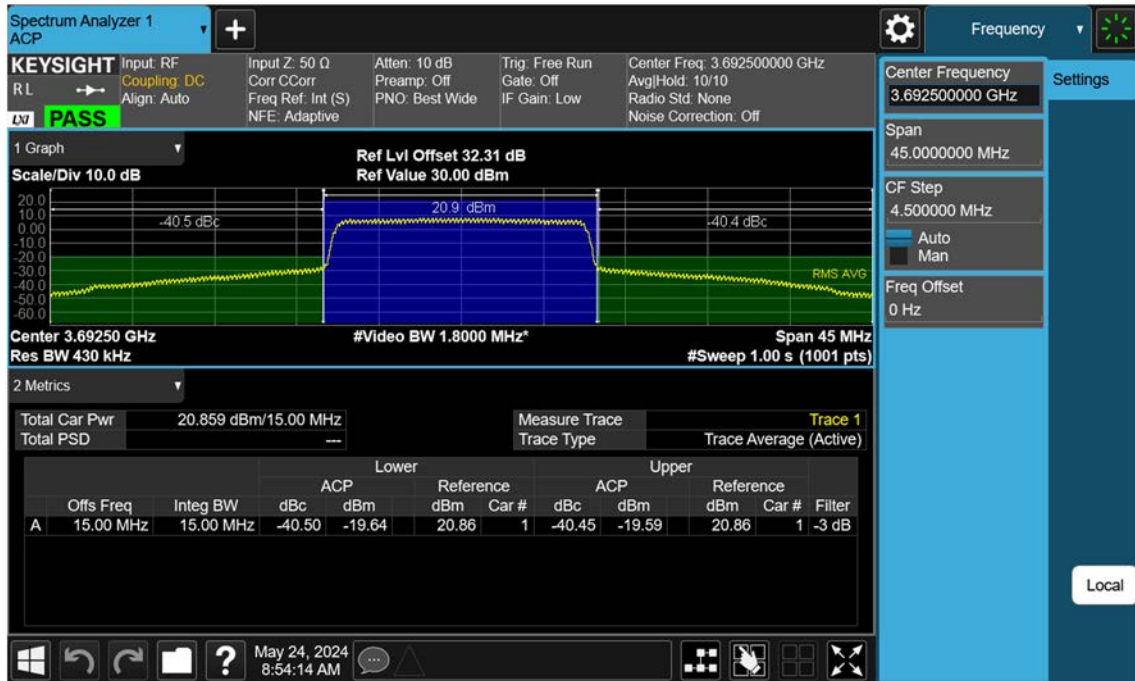 Spectrum Analyzer 1
ACP
Frequency
KEYSIGHT
RL
LXI
PASS
Input: RF
Coupling: DC
Align: Auto
Input Z: 50 Ω
Corr CCorr
Freq Ref: Int (S)
NFE: Adaptive
Atten: 10 dB
Preamp: Off
PNO: Best Wide
Trig: Free Run
Gate: Off
IF Gain: Low
Center Freq: 3.692500000 GHz
Avg|Hold: 10/10
Radio Std: None
Noise Correction: Off
Center Frequency
3.692500000 GHz
Settings
Span
45.0000000 MHz
CF Step
4.500000 MHz
Auto
Man
Freq Offset
0 Hz
Local
1 Graph
Scale/Div 10.0 dB
Ref Lvl Offset 32.31 dB
Ref Value 30.00 dBm
20.0
10.0
0.00
-10.0
-20.0
-30.0
-40.0
-50.0
-60.0
-40.5 dBc
20.9 dBm
-40.4 dBc
RMS AVG
Center 3.69250 GHz
#Video BW 1.8000 MHz*
Span 45 MHz
Res BW 430 kHz
#Sweep 1.00 s (1001 pts)
2 Metrics
Total Car Pwr 20.859 dBm/15.00 MHz
Total PSD ---
Measure Trace Trace 1
Trace Type Trace Average (Active)
Lower Upper
ACP Reference ACP Reference
Offs Freq Integ BW dBc dBm dBm Car # dBc dBm dBm Car # Filter
A 15.00 MHz 15.00 MHz -40.50 -19.64 20.86 1 -40.45 -19.59 20.86 1 -3 dB
May 24, 2024
8:54:14 AM